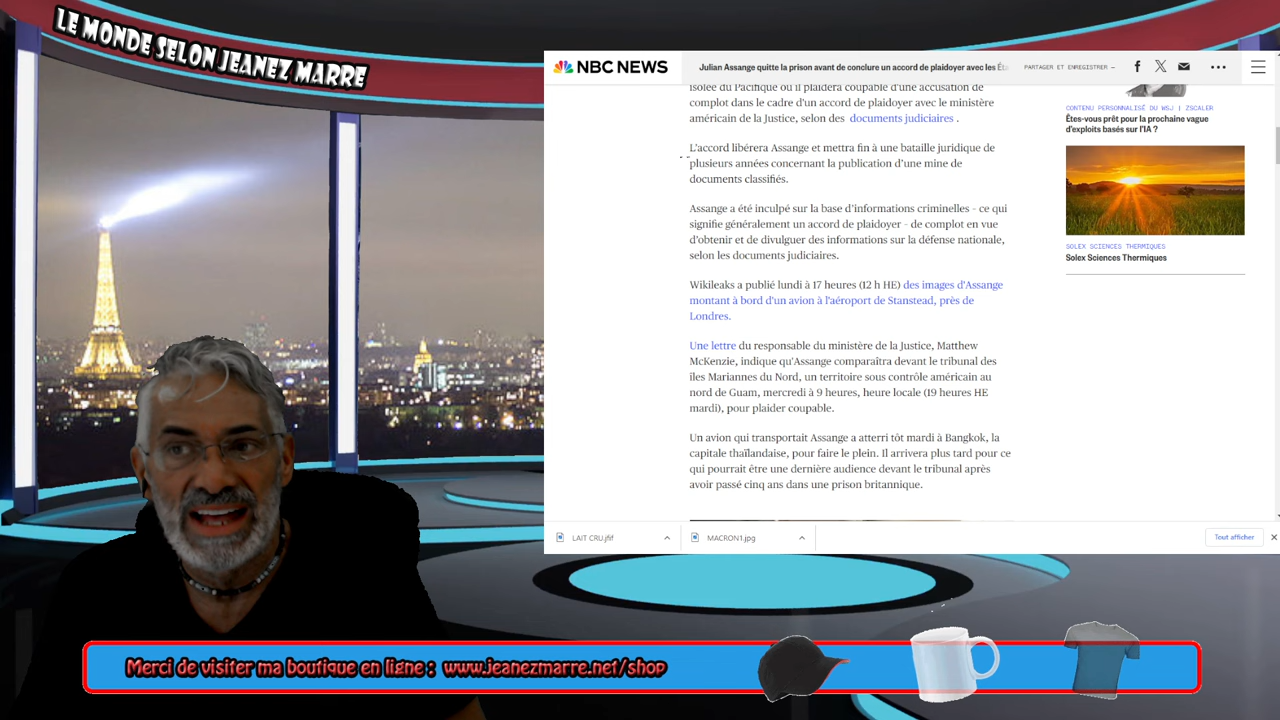 LE MONDE SELON JEANEZ MARRE
NBC NEWS
Julian Assange quitte la prison avant de conclure un accord de plaidoyer avec les Éta
PARTAGER ET ENREGISTRER —
isolée du Pacifique où il plaidera coupable d'une accusation de
complot dans le cadre d'un accord de plaidoyer avec le ministère
américain de la Justice, selon des documents judiciaires .
L'accord libérera Assange et mettra fin à une bataille juridique de
plusieurs années concernant la publication d'une mine de
documents classifiés.
Assange a été inculpé sur la base d'informations criminelles - ce qui
signifie généralement un accord de plaidoyer - de complot en vue
d'obtenir et de divulguer des informations sur la défense nationale,
selon les documents judiciaires.
Wikileaks a publié lundi à 17 heures (12 h HE) des images d'Assange
montant à bord d'un avion à l'aéroport de Stanstead, près de
Londres.
Une lettre du responsable du ministère de la Justice, Matthew
McKenzie, indique qu'Assange comparaîtra devant le tribunal des
îles Mariannes du Nord, un territoire sous contrôle américain au
nord de Guam, mercredi à 9 heures, heure locale (19 heures HE
mardi), pour plaider coupable.
Un avion qui transportait Assange a atterri tôt mardi à Bangkok, la
capitale thaïlandaise, pour faire le plein. Il arrivera plus tard pour ce
qui pourrait être une dernière audience devant le tribunal après
avoir passé cinq ans dans une prison britannique.
CONTENU PERSONNALISÉ DU WSJ | ZSCALER
Êtes-vous prêt pour la prochaine vague
d'exploits basés sur l'IA ?
SOLEX SCIENCES THERMIQUES
Solex Sciences Thermiques
LAIT CRU.jfif
MACRON1.jpg
Tout afficher
Merci de visiter ma boutique en ligne : www.jeanezmarre.net/shop